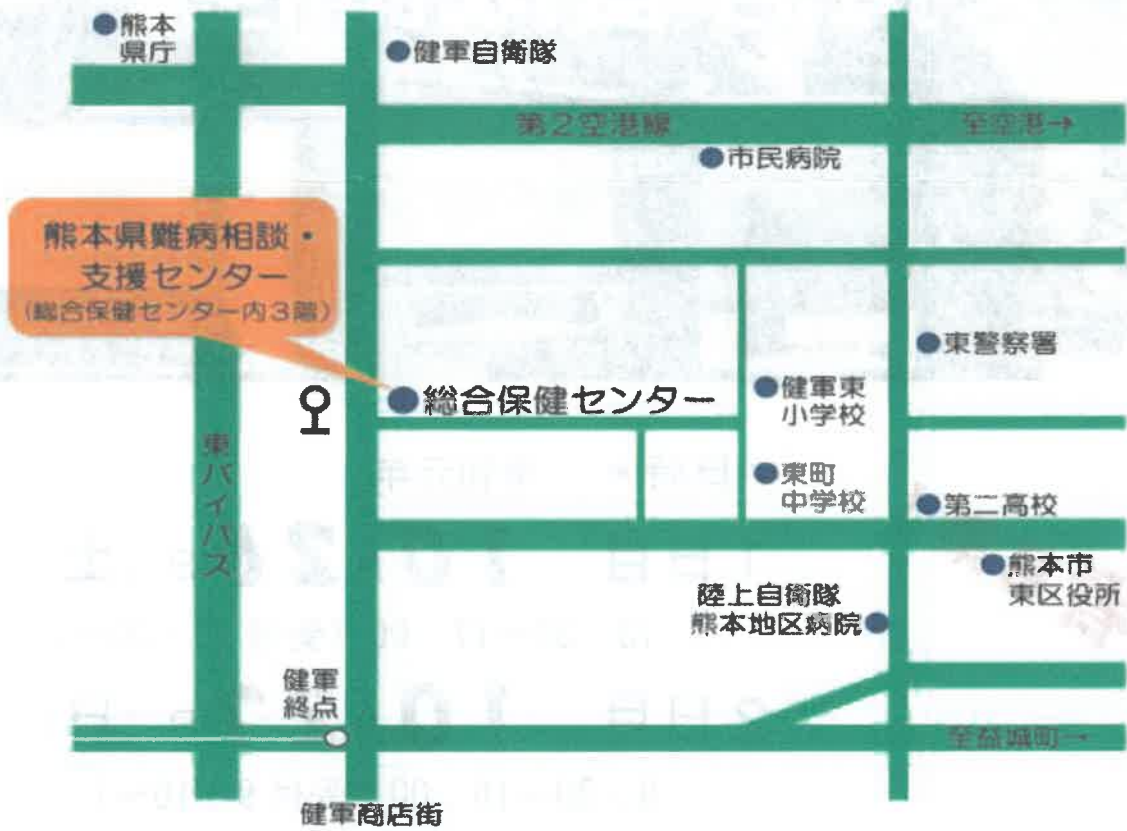 熊本
県庁
健軍自衛隊
第2空港線
至空港→
市民病院
熊本県難病相談・
支援センター
(総合保健センター内3階)
東警察署
総合保健センター
健軍東
小学校
東バイパス
東町
中学校
第二高校
熊本市
東区役所
陸上自衛隊
熊本地区病院
健軍
終点
至益城町→
健軍商店街